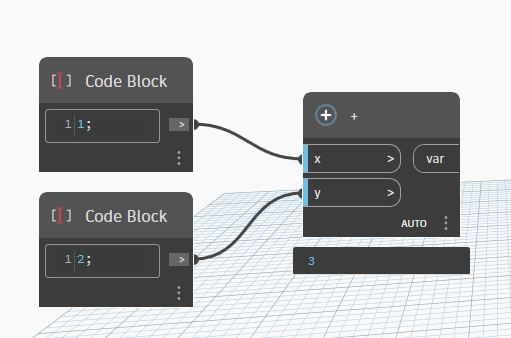 Code Block
1 1;
>
Code Block
1 2;
>
+
x >
var
y >
AUTO
3